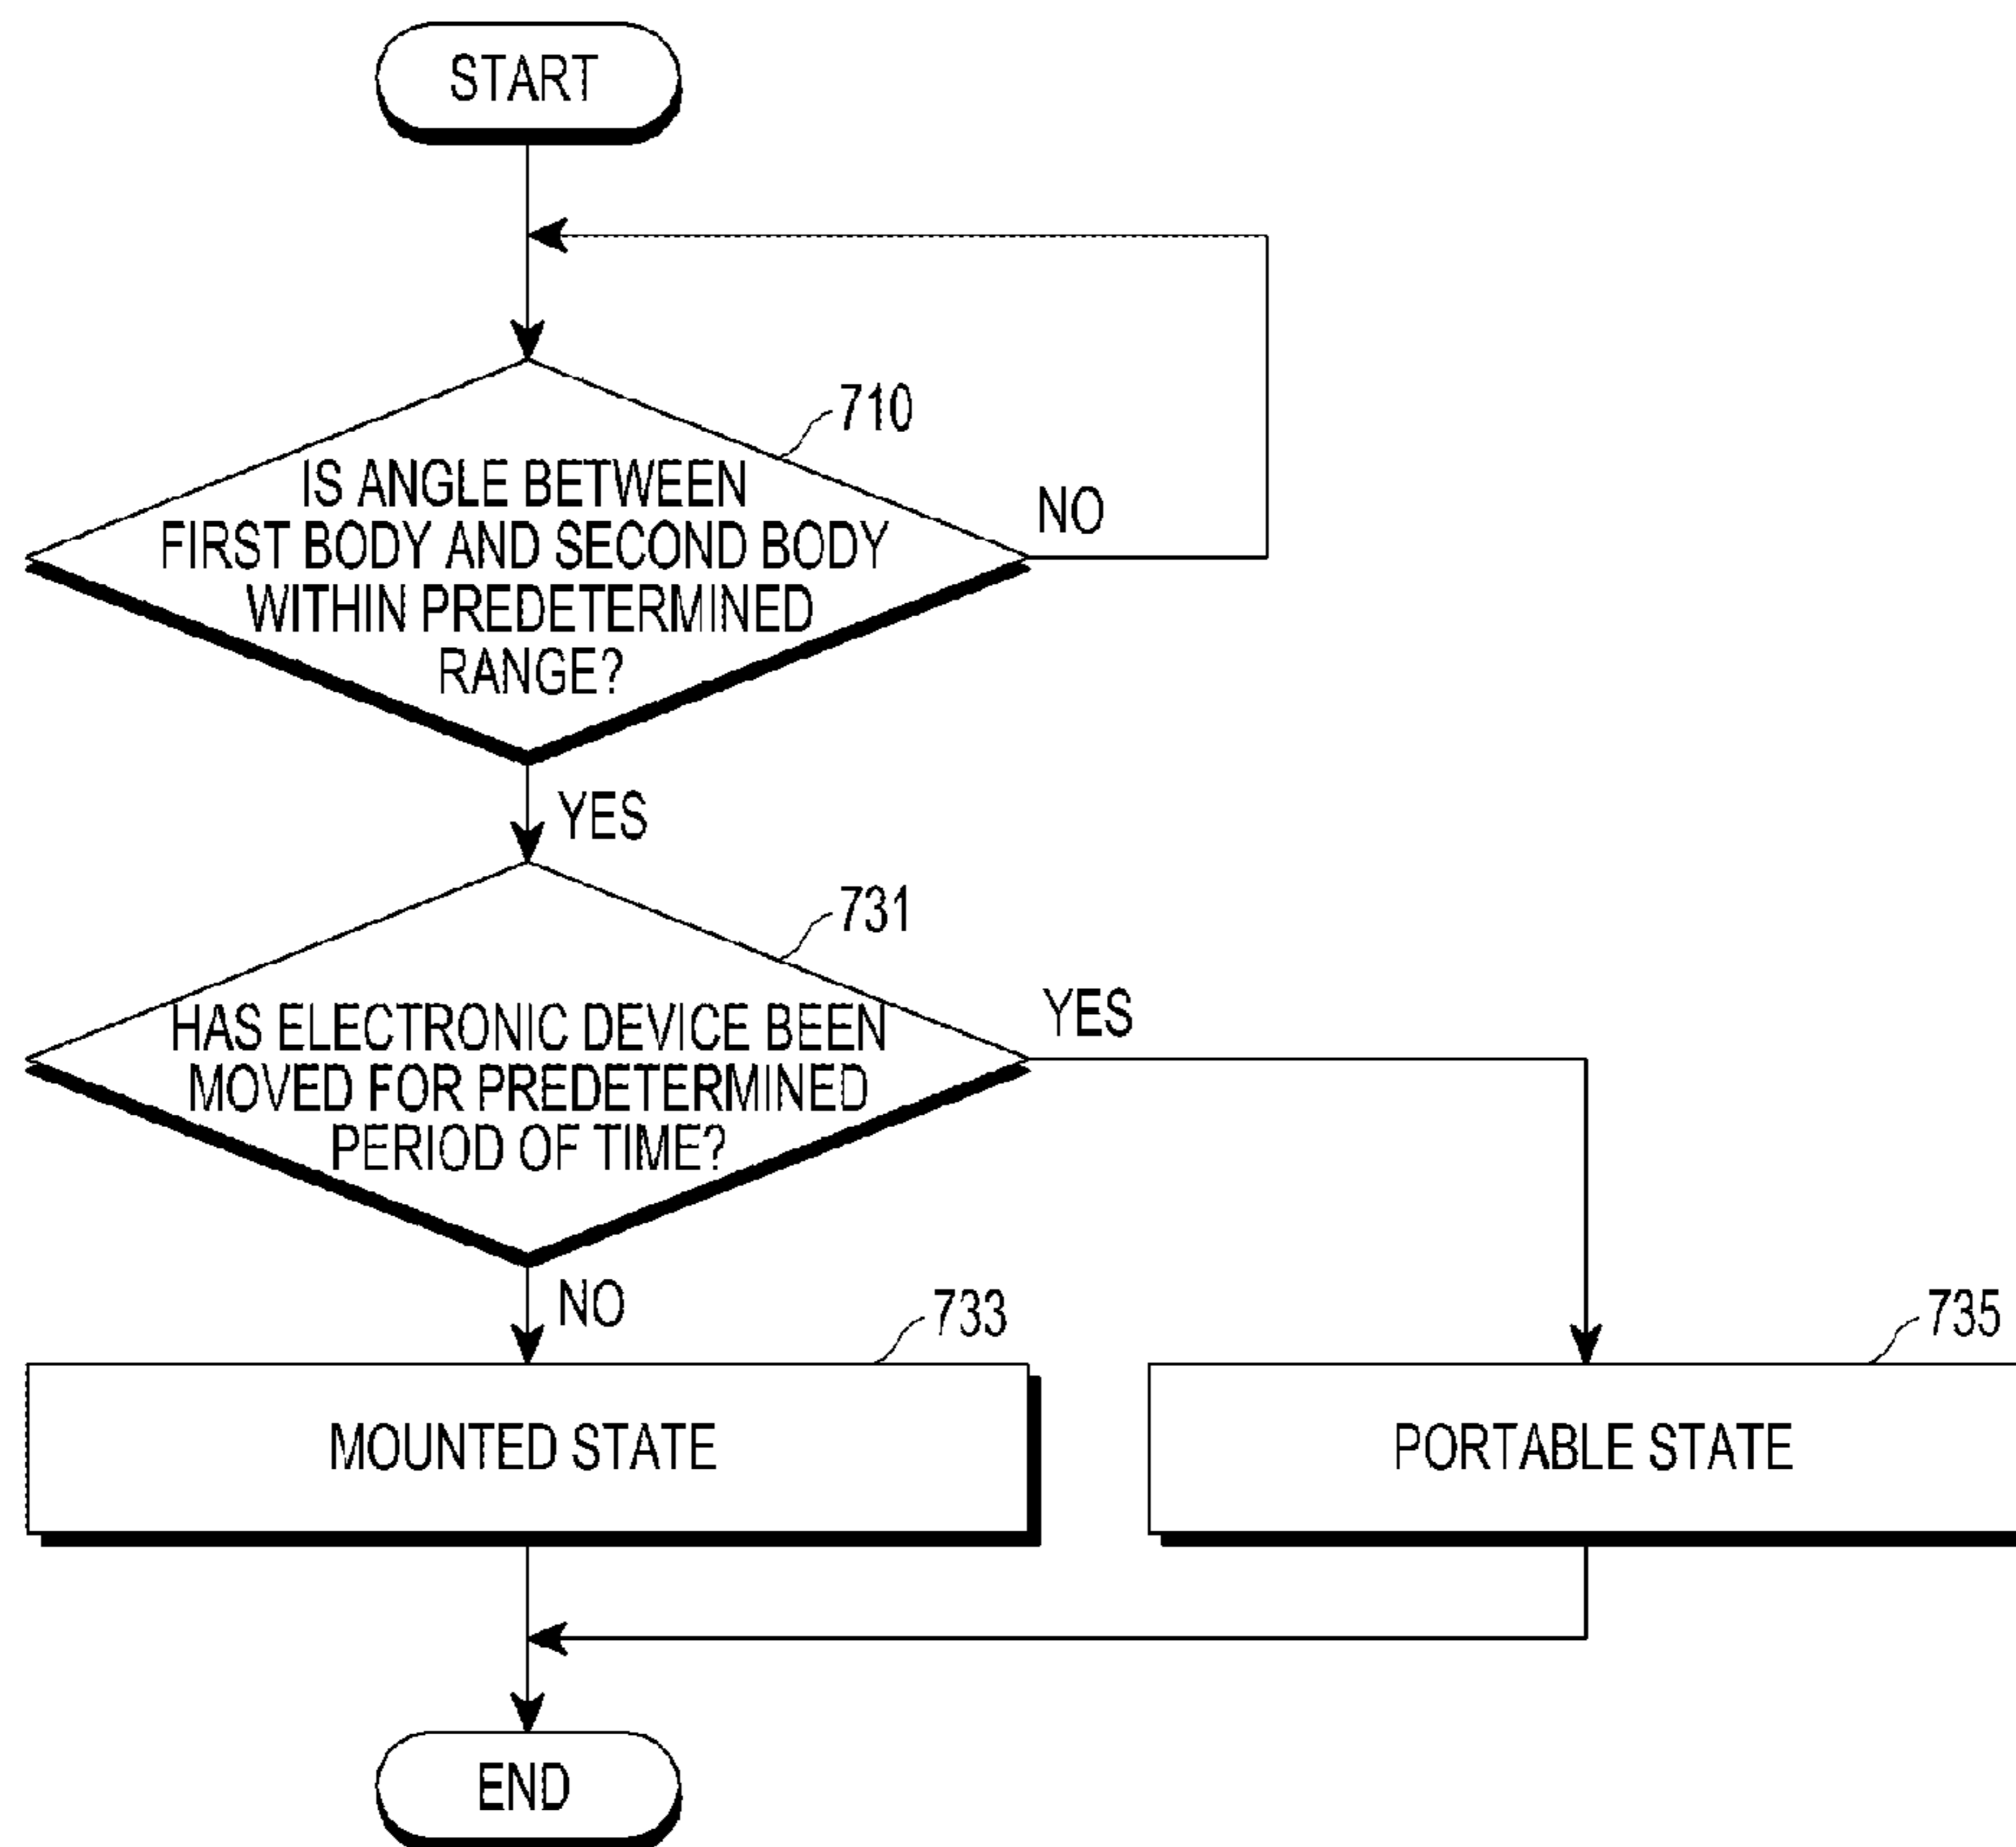 START
710
IS ANGLE BETWEEN
FIRST BODY AND SECOND BODY
WITHIN PREDETERMINED
RANGE?
NO
YES
731
HAS ELECTRONIC DEVICE BEEN
MOVED FOR PREDETERMINED
PERIOD OF TIME?
YES
NO
733
MOUNTED STATE
735
PORTABLE STATE
END